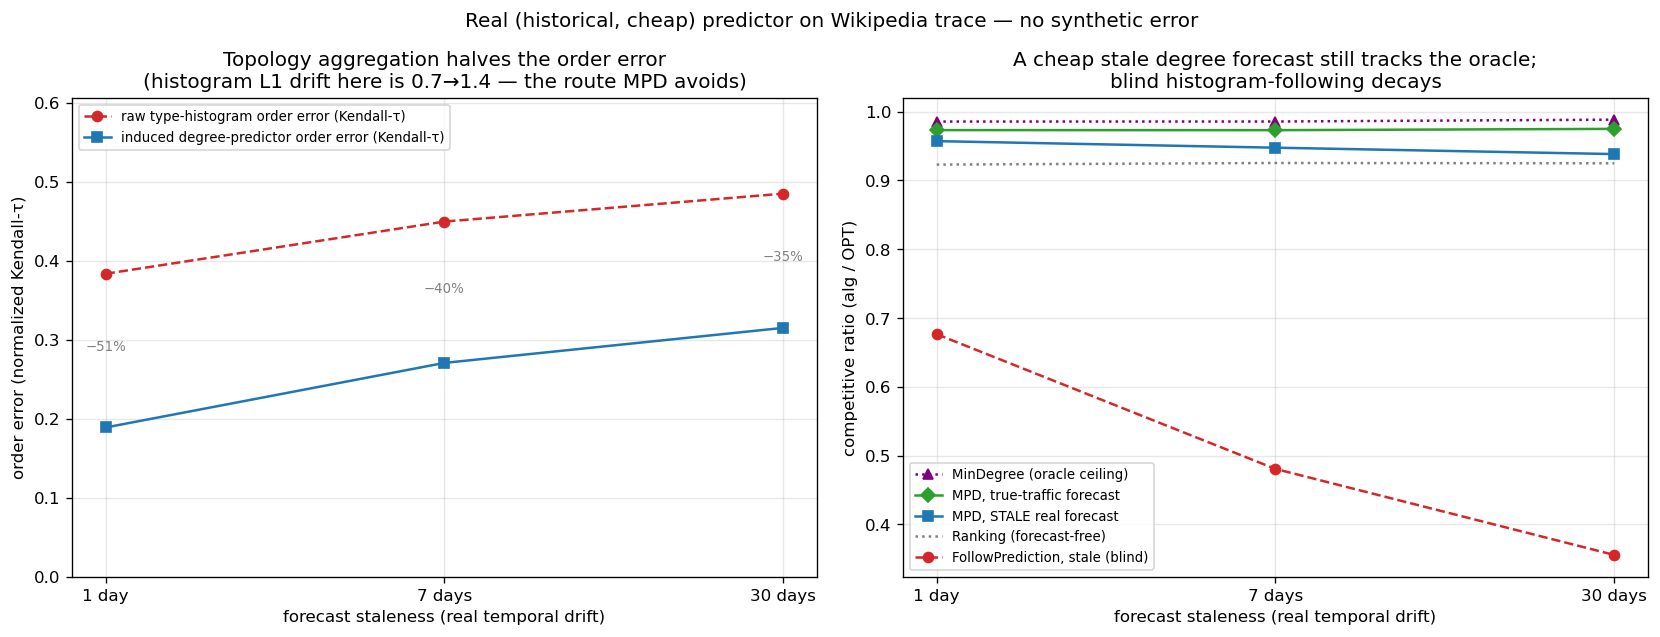 Real (historical, cheap) predictor on Wikipedia trace — no synthetic error
Topology aggregation halves the order error
(histogram L1 drift here is 0.7→1.4 — the route MPD avoids)
0.6
0.5
0.4
0.3
0.2
0.1
0.0
order error (normalized Kendall-τ)
raw type-histogram order error (Kendall-τ)
induced degree-predictor order error (Kendall-τ)
−51%
−40%
−35%
1 day
7 days
30 days
forecast staleness (real temporal drift)
A cheap stale degree forecast still tracks the oracle;
blind histogram-following decays
1.0
0.9
0.8
0.7
0.6
0.5
0.4
competitive ratio (alg / OPT)
MinDegree (oracle ceiling)
MPD, true-traffic forecast
MPD, STALE real forecast
Ranking (forecast-free)
FollowPrediction, stale (blind)
1 day
7 days
30 days
forecast staleness (real temporal drift)